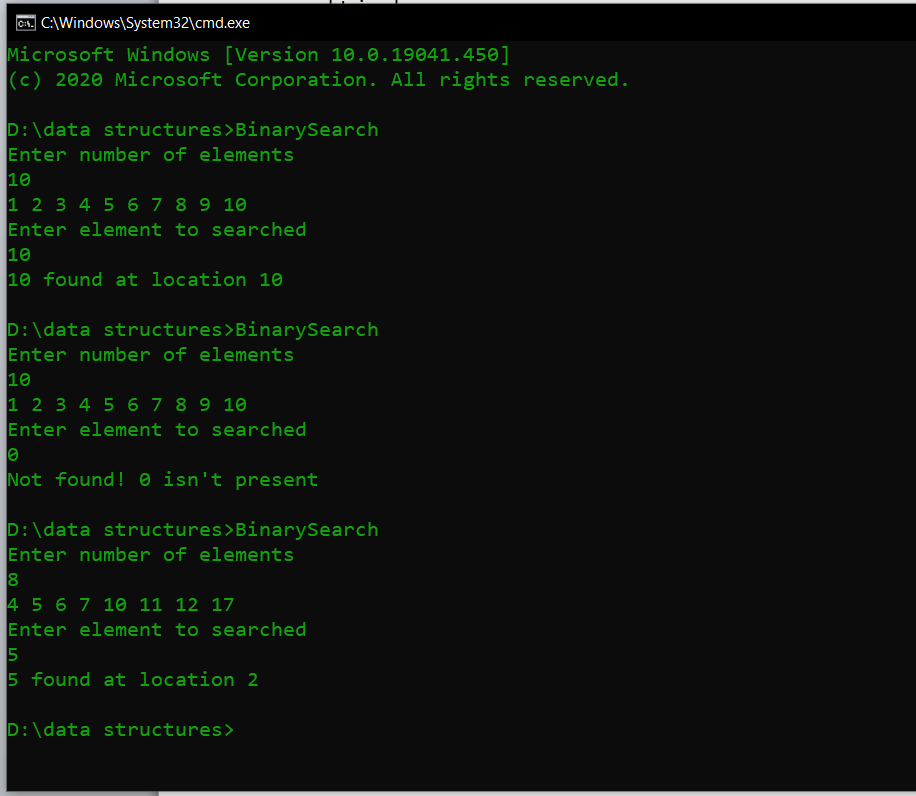 C:\Windows\System32\cmd.exe
Microsoft Windows [Version 10.0.19041.450]
(c) 2020 Microsoft Corporation. All rights reserved.
D:\data structures>BinarySearch
Enter number of elements
10
1 2 3 4 5 6 7 8 9 10
Enter element to searched
10
10 found at location 10
D:\data structures>BinarySearch
Enter number of elements
10
1 2 3 4 5 6 7 8 9 10
Enter element to searched
0
Not found! 0 isn't present
D:\data structures>BinarySearch
Enter number of elements
8
4 5 6 7 10 11 12 17
Enter element to searched
5
5 found at location 2
D:\data structures>